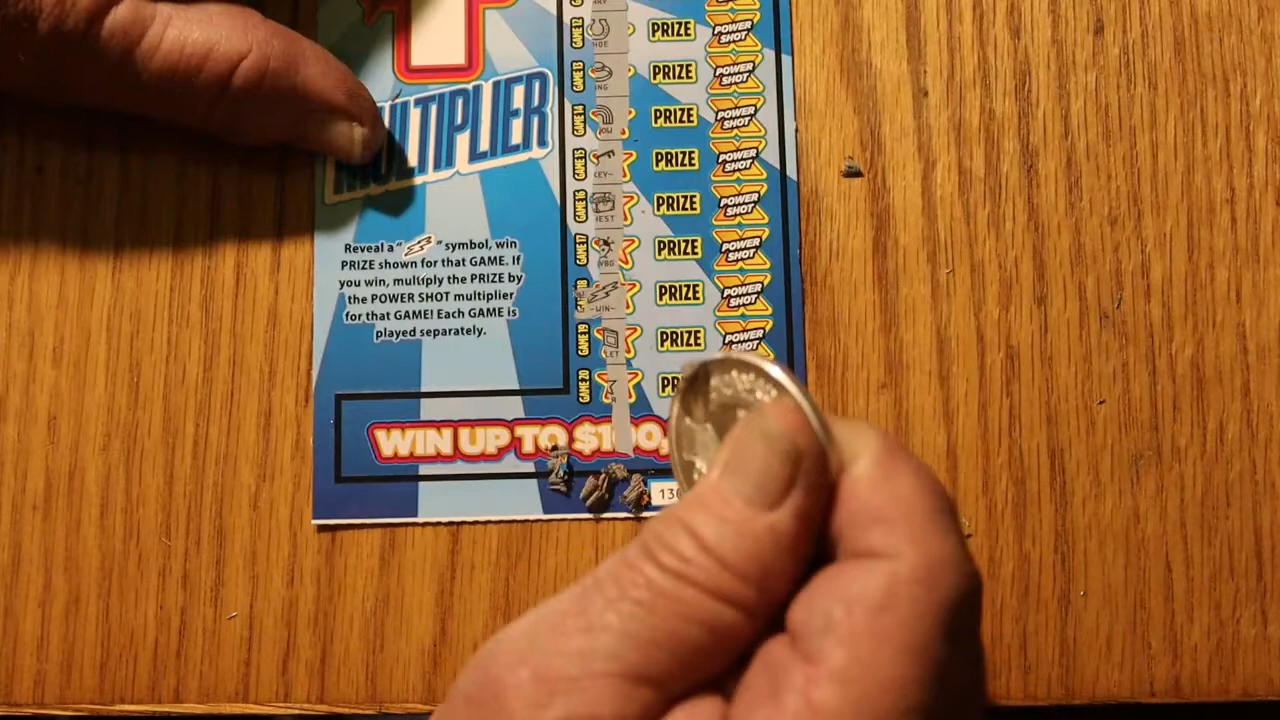 MULTIPLIER
Reveal a " " symbol, win
PRIZE shown for that GAME. If
you win, multiply the PRIZE by
the POWER SHOT multiplier
for that GAME! Each GAME is
played separately.
GAME 12 PRIZE POWER SHOT
GAME 13 PRIZE POWER SHOT
GAME 14 PRIZE POWER SHOT
GAME 15 KEY PRIZE POWER SHOT
GAME 16 PRIZE POWER SHOT
GAME 17 PRIZE POWER SHOT
GAME 18 -WIN- PRIZE POWER SHOT
GAME 19 PRIZE POWER SHOT
GAME 20
WIN UP TO $100,